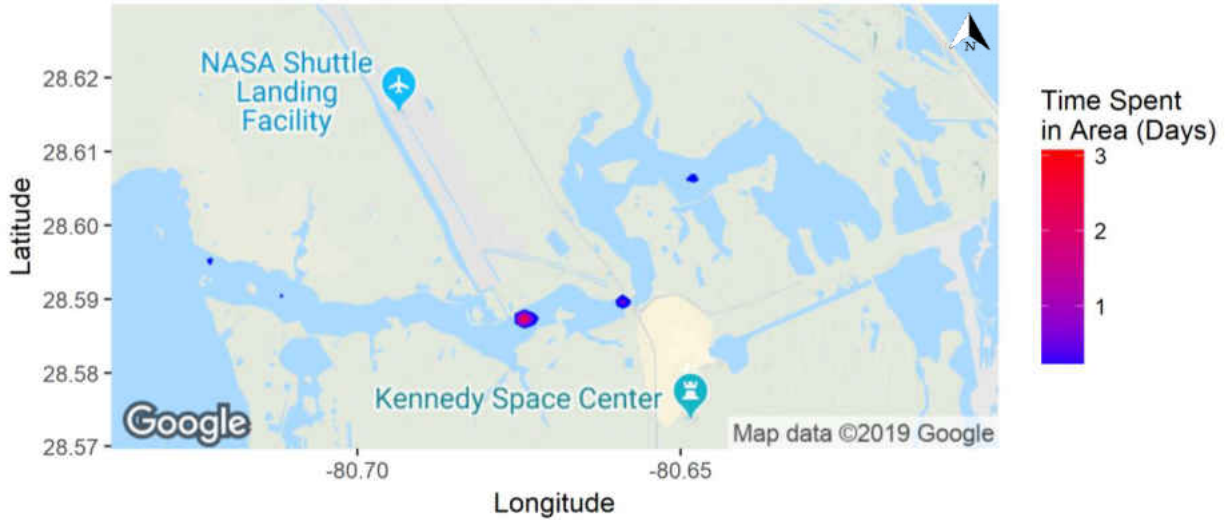 N
NASA Shuttle
Landing
Facility
28.62
28.61
28.60
28.59
28.58
28.57
Latitude
Kennedy Space Center
Google
Map data ©2019 Google
-80.70
-80.65
Longitude
Time Spent
in Area (Days)
3
2
1